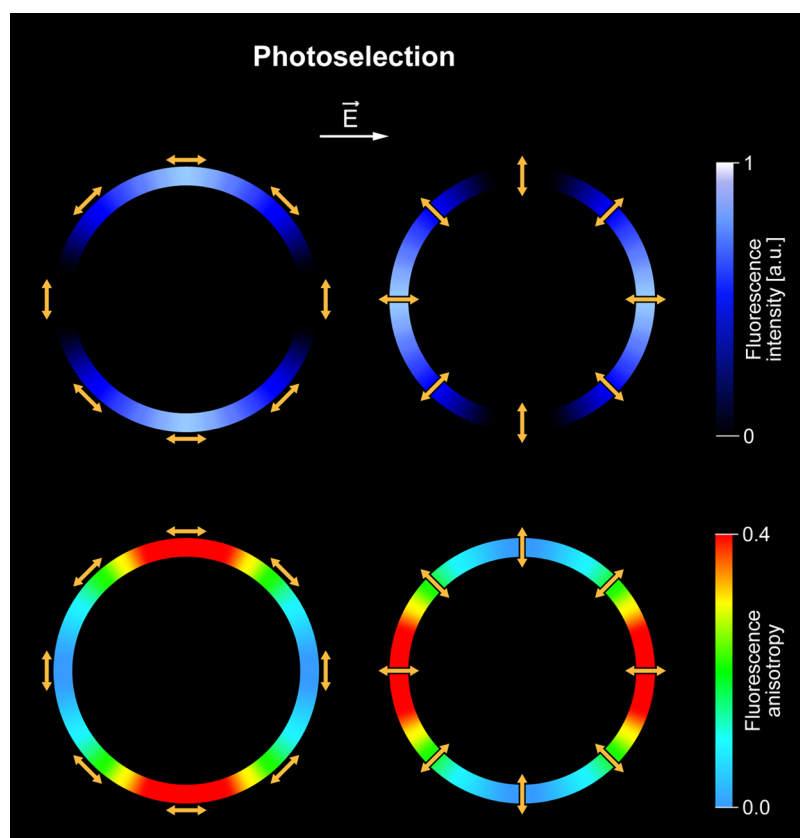 Photoselection
E
1
Fluorescence
intensity [a.u.]
0
0.4
Fluorescence
anisotropy
0.0